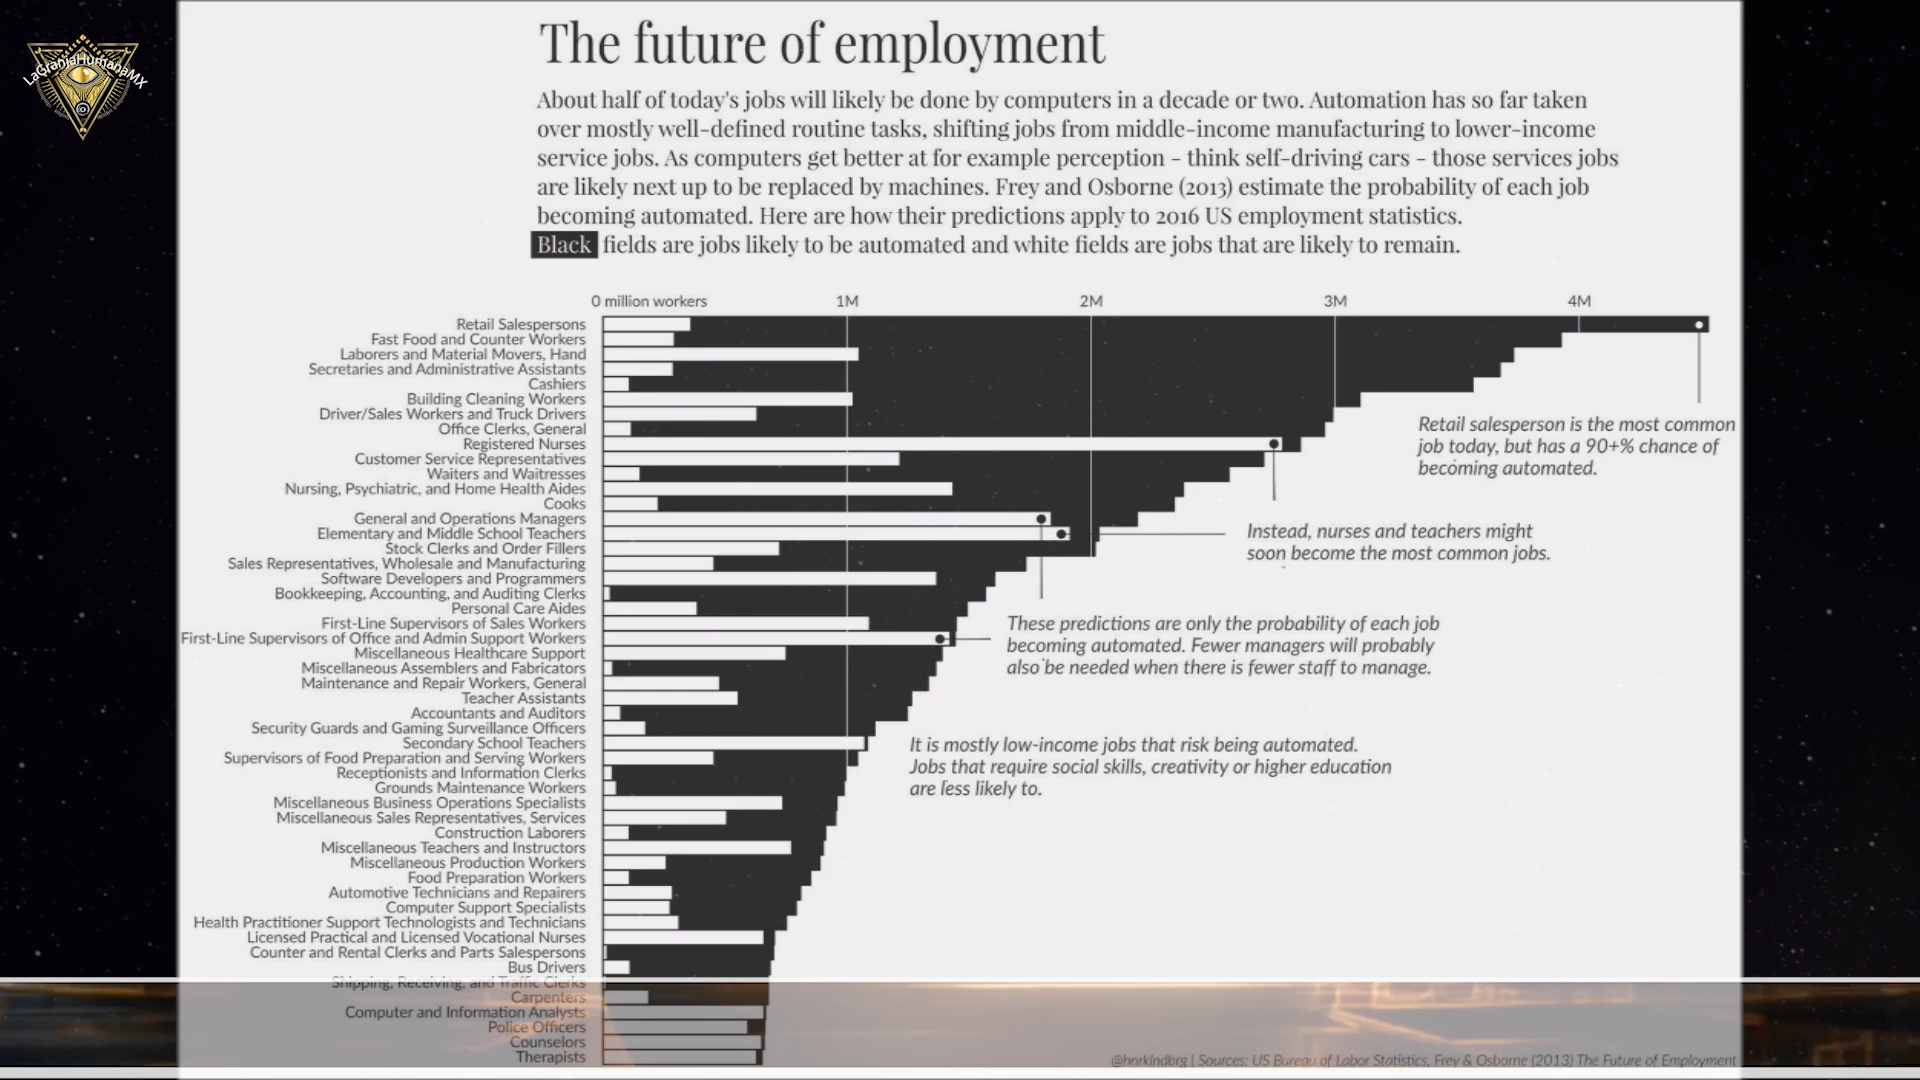 LaGranjaHumanaMX
The future of employment
About half of today's jobs will likely be done by computers in a decade or two. Automation has so far taken
over mostly well-defined routine tasks, shifting jobs from middle-income manufacturing to lower-income
service jobs. As computers get better at for example perception - think self-driving cars - those services jobs
are likely next up to be replaced by machines. Frey and Osborne (2013) estimate the probability of each job
becoming automated. Here are how their predictions apply to 2016 US employment statistics.
Black fields are jobs likely to be automated and white fields are jobs that are likely to remain.
0 million workers 1M 2M 3M 4M
Retail Salespersons
Fast Food and Counter Workers
Laborers and Material Movers, Hand
Secretaries and Administrative Assistants
Cashiers
Building Cleaning Workers
Driver/Sales Workers and Truck Drivers
Office Clerks, General
Registered Nurses
Customer Service Representatives
Waiters and Waitresses
Nursing, Psychiatric, and Home Health Aides
Cooks
General and Operations Managers
Elementary and Middle School Teachers
Stock Clerks and Order Fillers
Sales Representatives, Wholesale and Manufacturing
Software Developers and Programmers
Bookkeeping, Accounting, and Auditing Clerks
Personal Care Aides
First-Line Supervisors of Sales Workers
First-Line Supervisors of Office and Admin Support Workers
Miscellaneous Healthcare Support
Miscellaneous Assemblers and Fabricators
Maintenance and Repair Workers, General
Teacher Assistants
Accountants and Auditors
Security Guards and Gaming Surveillance Officers
Secondary School Teachers
Supervisors of Food Preparation and Serving Workers
Receptionists and Information Clerks
Grounds Maintenance Workers
Miscellaneous Business Operations Specialists
Miscellaneous Sales Representatives, Services
Construction Laborers
Miscellaneous Teachers and Instructors
Miscellaneous Production Workers
Food Preparation Workers
Automotive Technicians and Repairers
Computer Support Specialists
Health Practitioner Support Technologists and Technicians
Licensed Practical and Licensed Vocational Nurses
Counter and Rental Clerks and Parts Salespersons
Bus Drivers
Shipping, Receiving, and Traffic Clerks
Carpenters
Computer and Information Analysts
Police Officers
Counselors
Therapists
Retail salesperson is the most common
job today, but has a 90+% chance of
becoming automated.
Instead, nurses and teachers might
soon become the most common jobs.
These predictions are only the probability of each job
becoming automated. Fewer managers will probably
also be needed when there is fewer staff to manage.
It is mostly low-income jobs that risk being automated.
Jobs that require social skills, creativity or higher education
are less likely to.
@hnrklndbrg | Sources: US Bureau of Labor Statistics, Frey & Osborne (2013) The Future of Employment